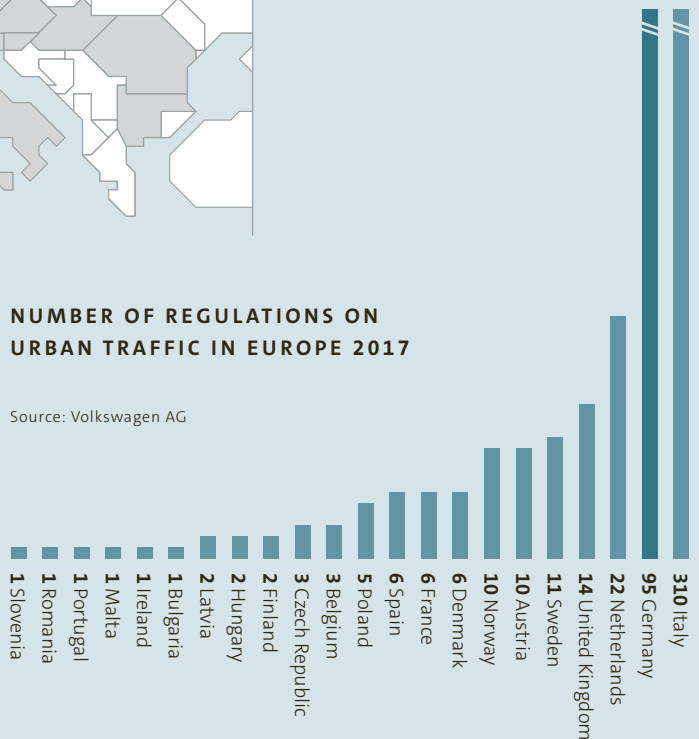 NUMBER OF REGULATIONS ON
URBAN TRAFFIC IN EUROPE 2017
Source: Volkswagen AG
1 Slovenia
1 Romania
1 Portugal
1 Malta
1 Ireland
1 Bulgaria
2 Latvia
2 Hungary
2 Finland
3 Czech Republic
3 Belgium
5 Poland
6 Spain
6 France
6 Denmark
10 Norway
10 Austria
11 Sweden
14 United Kingdom
22 Netherlands
95 Germany
310 Italy